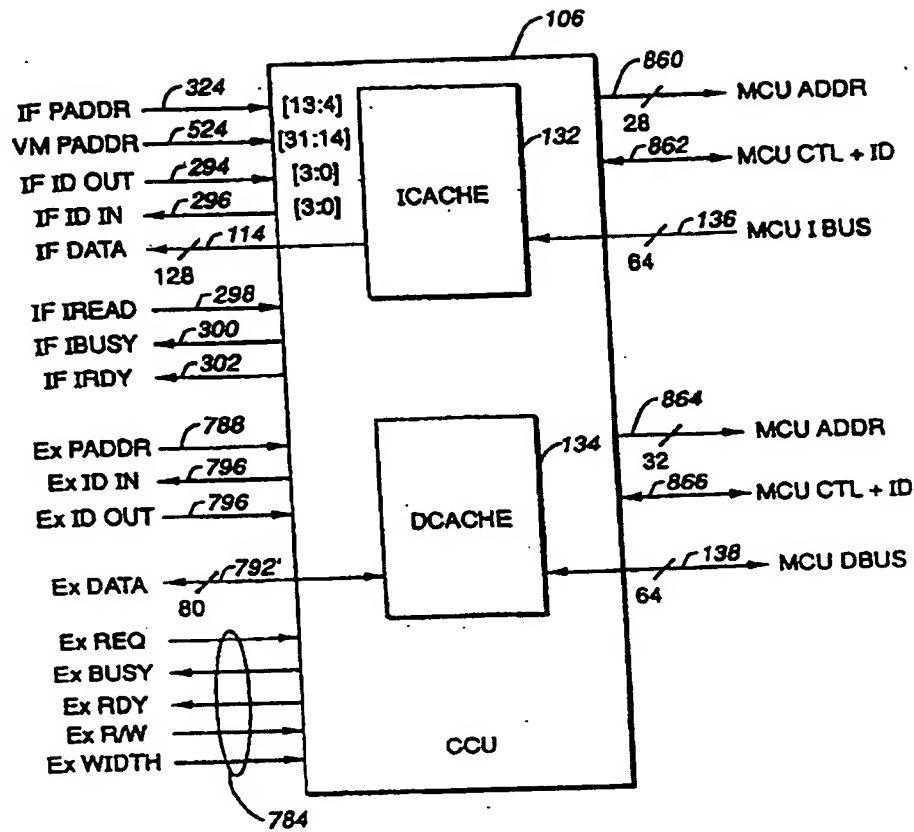 106
324
IF PADDR
[13:4]
860
MCU ADDR
28
524
VM PADDR
[31:14]
132
862
MCU CTL + ID
294
IF ID OUT
[3:0]
ICACHE
296
IF ID IN
[3:0]
114
IF DATA
128
136
MCU I BUS
64
298
IF IREAD
300
IF IBUSY
302
IF IRDY
788
Ex PADDR
864
MCU ADDR
32
796
Ex ID IN
134
866
MCU CTL + ID
796
Ex ID OUT
DCACHE
792'
Ex DATA
80
138
MCU DBUS
64
Ex REQ
Ex BUSY
Ex RDY
Ex R/W
CCU
Ex WIDTH
784